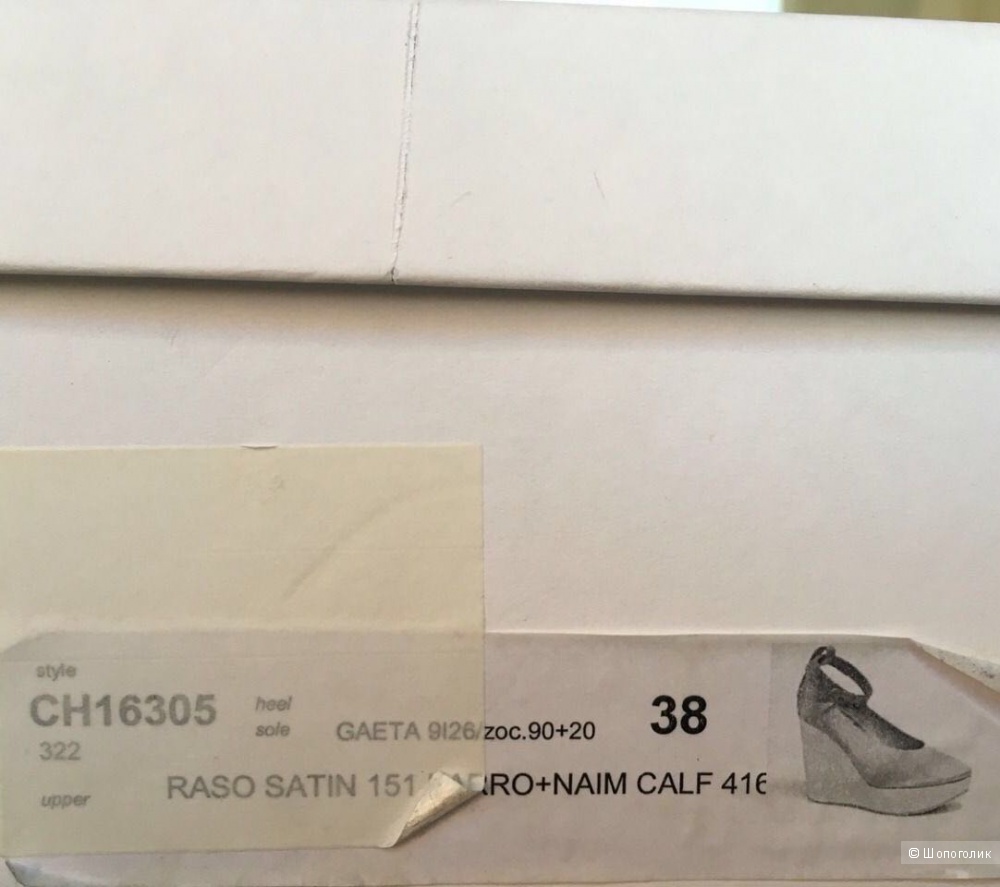 style
CH16305 heel 38
322 sole GAETA 9I26/zoc.90+20
upper RASO SATIN 151 RRO+NAIM CALF 416
© Шопоголик